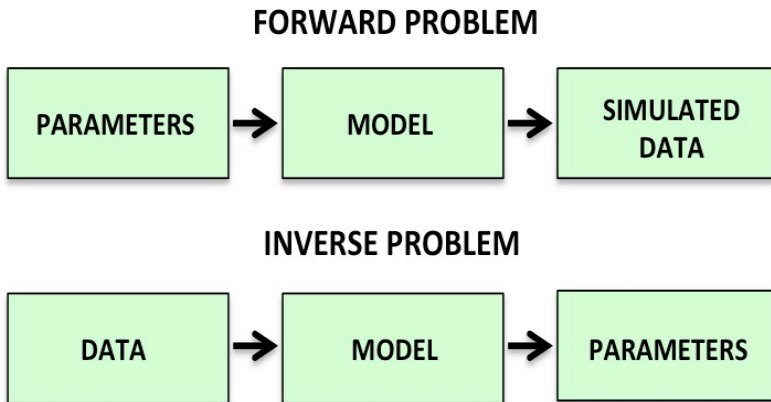 FORWARD PROBLEM
PARAMETERS
MODEL
SIMULATED
DATA
INVERSE PROBLEM
DATA
MODEL
PARAMETERS